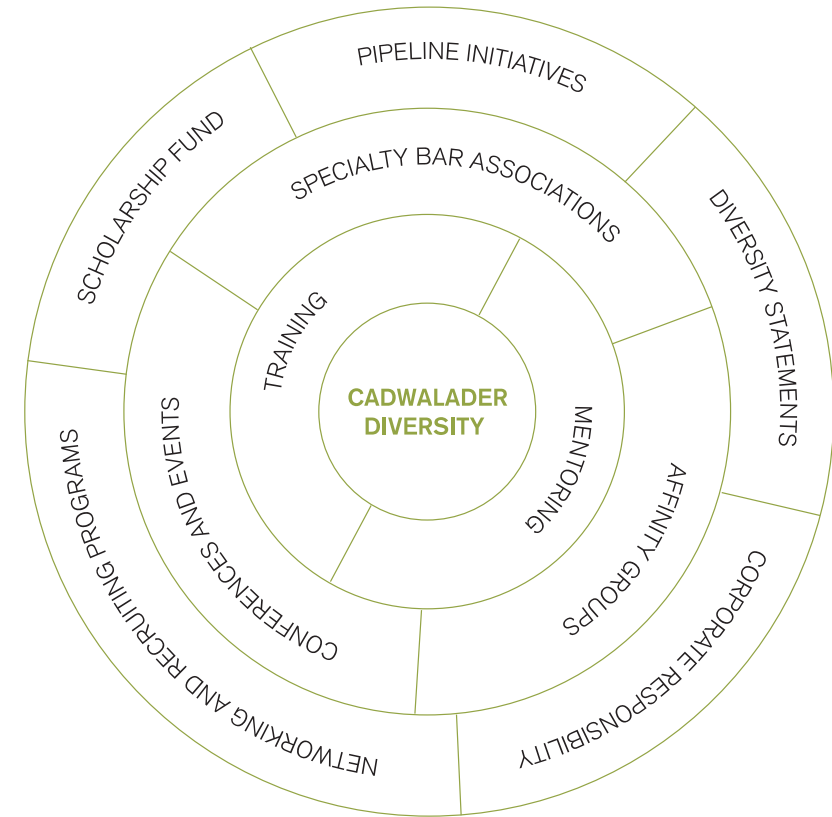 PIPELINE INITIATIVES
SCHOLARSHIP FUND
DIVERSITY STATEMENTS
SPECIALTY BAR ASSOCIATIONS
TRAINING
CADWALADER
DIVERSITY
MENTORING
CONFERENCES AND EVENTS
AFFINITY GROUPS
NETWORKING AND RECRUITING PROGRAMS
CORPORATE RESPONSIBILITY